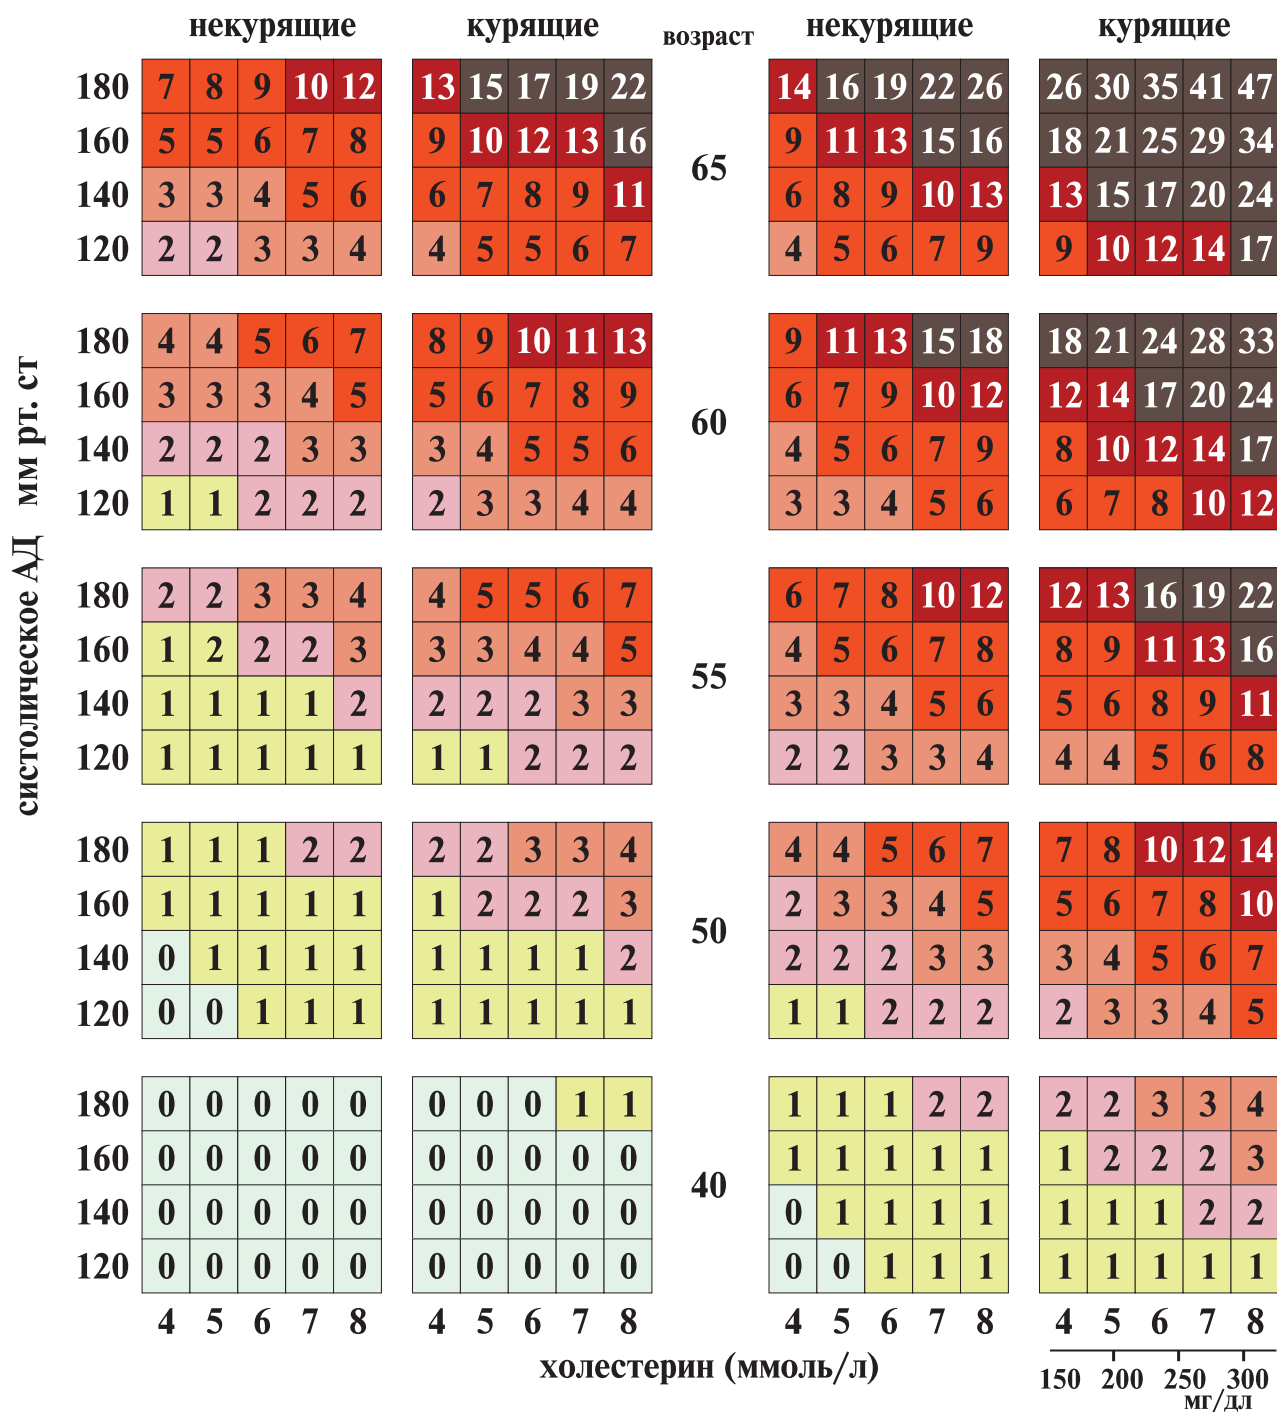 некурящие курящие возраст некурящие курящие
180 7 8 9 10 12 13 15 17 19 22 14 16 19 22 26 26 30 35 41 47
160 5 5 6 7 8 9 10 12 13 16 9 11 13 15 16 18 21 25 29 34
65
140 3 3 4 5 6 6 7 8 9 11 6 8 9 10 13 13 15 17 20 24
120 2 2 3 3 4 4 5 5 6 7 4 5 6 7 9 9 10 12 14 17
180 4 4 5 6 7 8 9 10 11 13 9 11 13 15 18 18 21 24 28 33
160 3 3 3 4 5 5 6 7 8 9 6 7 9 10 12 12 14 17 20 24
60
140 2 2 2 3 3 3 4 5 5 6 4 5 6 7 9 8 10 12 14 17
120 1 1 2 2 2 2 3 3 4 4 3 3 4 5 6 6 7 8 10 12
180 2 2 3 3 4 4 5 5 6 7 6 7 8 10 12 12 13 16 19 22
160 1 2 2 2 3 3 3 4 4 5 4 5 6 7 8 8 9 11 13 16
55
140 1 1 1 1 2 2 2 2 3 3 3 3 4 5 6 5 6 8 9 11
120 1 1 1 1 1 1 1 2 2 2 2 2 3 3 4 4 4 5 6 8
180 1 1 1 2 2 2 2 3 3 4 4 4 5 6 7 7 8 10 12 14
160 1 1 1 1 1 1 2 2 2 3 2 3 3 4 5 5 6 7 8 10
50
140 0 1 1 1 1 1 1 1 1 2 2 2 2 3 3 3 4 5 6 7
120 0 0 1 1 1 1 1 1 1 1 1 1 2 2 2 2 3 3 4 5
180 0 0 0 0 0 0 0 0 1 1 1 1 1 2 2 2 2 3 3 4
160 0 0 0 0 0 0 0 0 0 0 1 1 1 1 1 1 2 2 2 3
40
140 0 0 0 0 0 0 0 0 0 0 0 1 1 1 1 1 1 1 2 2
120 0 0 0 0 0 0 0 0 0 0 0 0 1 1 1 1 1 1 1 1
4 5 6 7 8 4 5 6 7 8 4 5 6 7 8 4 5 6 7 8
систолическое АД мм рт. ст
холестерин (ммоль/л)
150 200 250 300
мг/дл